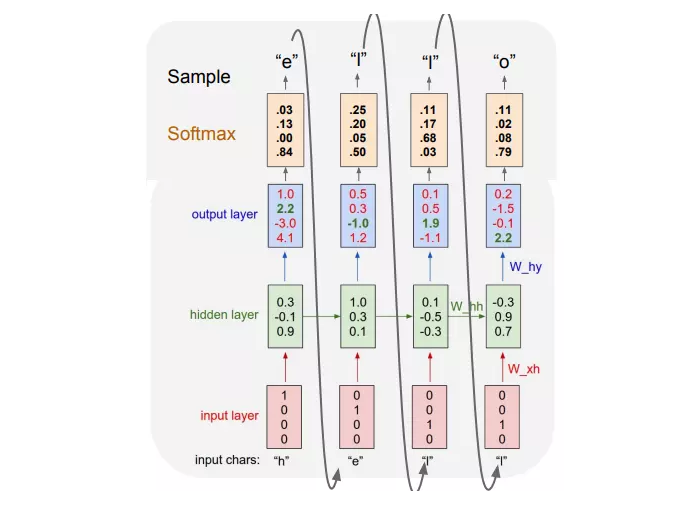 “e” “l” “l” “o”
Sample
Softmax
.03 .25 .11 .11
.13 .20 .17 .02
.00 .05 .68 .08
.84 .50 .03 .79
output layer
1.0 0.5 0.1 0.2
2.2 0.3 0.5 -1.5
-3.0 -1.0 1.9 -0.1
4.1 1.2 -1.1 2.2
W_hy
hidden layer
0.3 1.0 0.1 -0.3
-0.1 0.3 -0.5 0.9
0.9 0.1 -0.3 0.7
W_hh
W_xh
input layer
1 0 0 0
0 1 0 0
0 0 1 1
0 0 0 0
input chars: “h” “e” “l” “l”